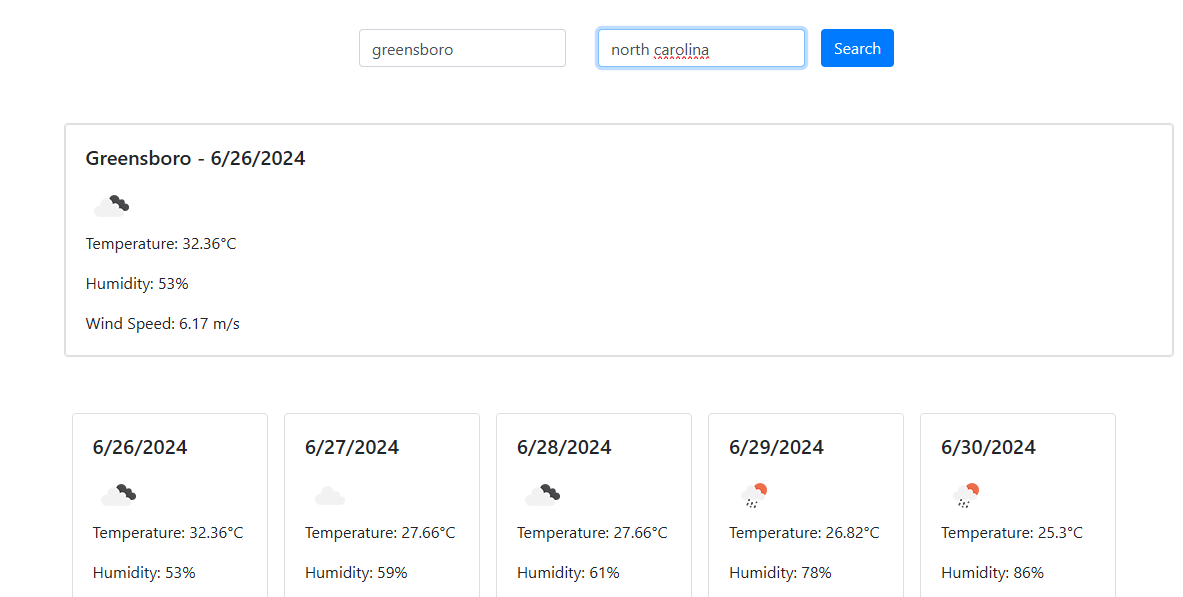 greensboro north carolina Search
Greensboro - 6/26/2024
Temperature: 32.36°C
Humidity: 53%
Wind Speed: 6.17 m/s
6/26/2024 6/27/2024 6/28/2024 6/29/2024 6/30/2024
Temperature: 32.36°C Temperature: 27.66°C Temperature: 27.66°C Temperature: 26.82°C Temperature: 25.3°C
Humidity: 53% Humidity: 59% Humidity: 61% Humidity: 78% Humidity: 86%